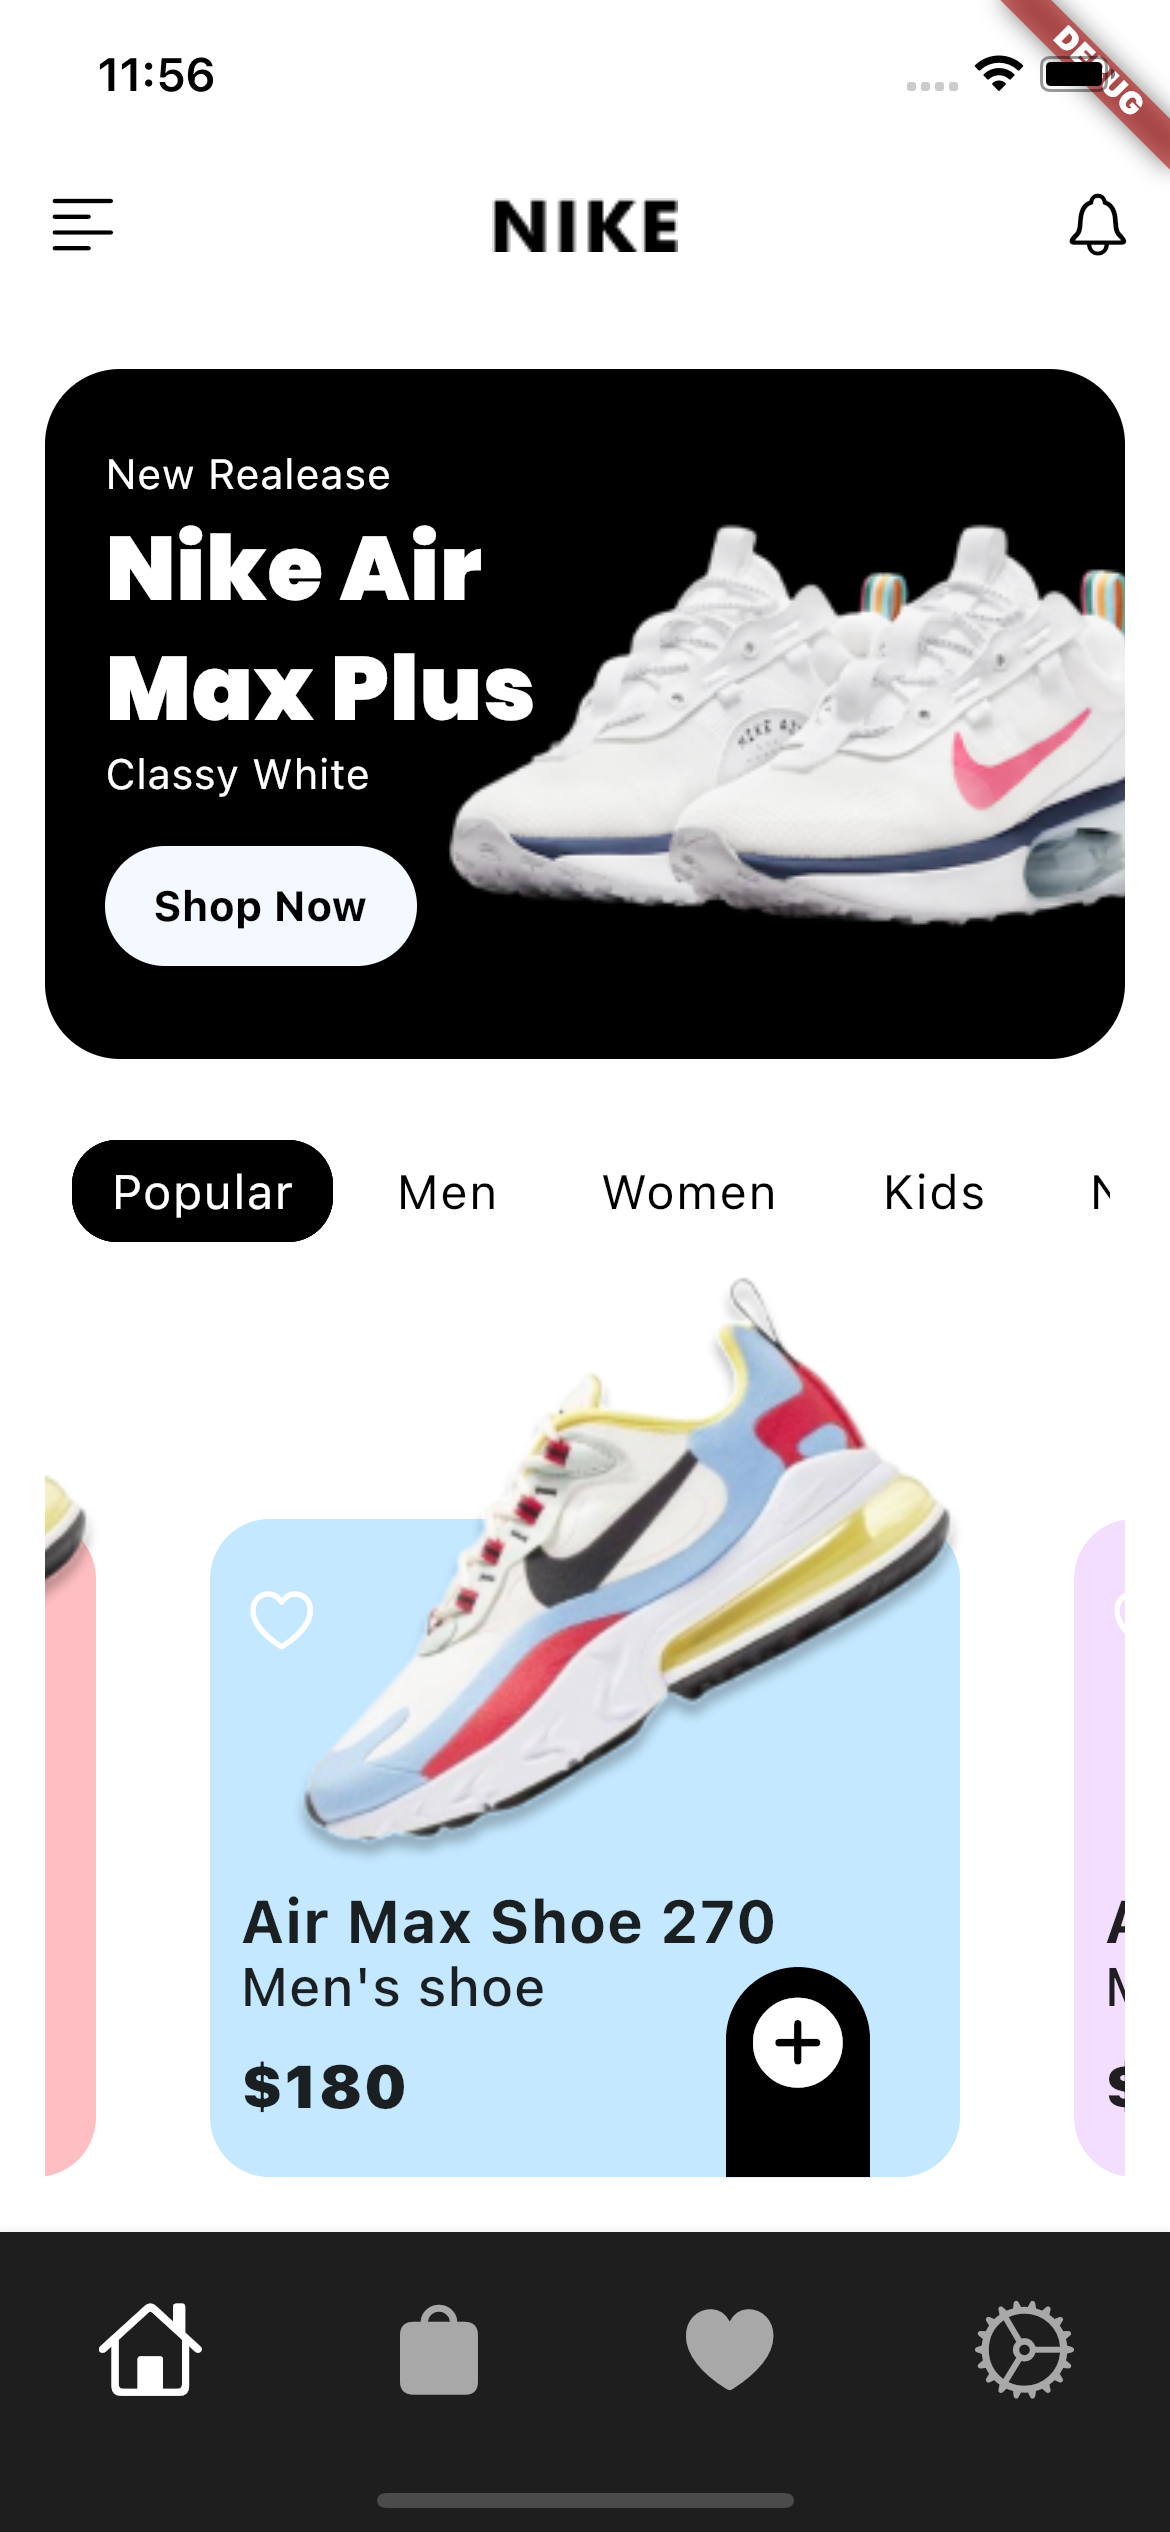 11:56
DEBUG
NIKE
New Realease
Nike Air
Max Plus
Classy White
Shop Now
Popular Men Women Kids
Air Max Shoe 270
Men's shoe
$180